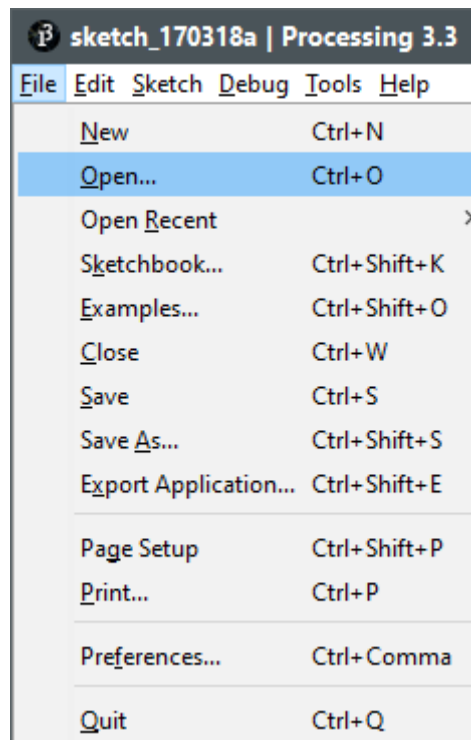 sketch_170318a | Processing 3.3
File Edit Sketch Debug Tools Help
New Ctrl+N
Open... Ctrl+O
Open Recent
Sketchbook... Ctrl+Shift+K
Examples... Ctrl+Shift+O
Close Ctrl+W
Save Ctrl+S
Save As... Ctrl+Shift+S
Export Application... Ctrl+Shift+E
Page Setup Ctrl+Shift+P
Print... Ctrl+P
Preferences... Ctrl+Comma
Quit Ctrl+Q